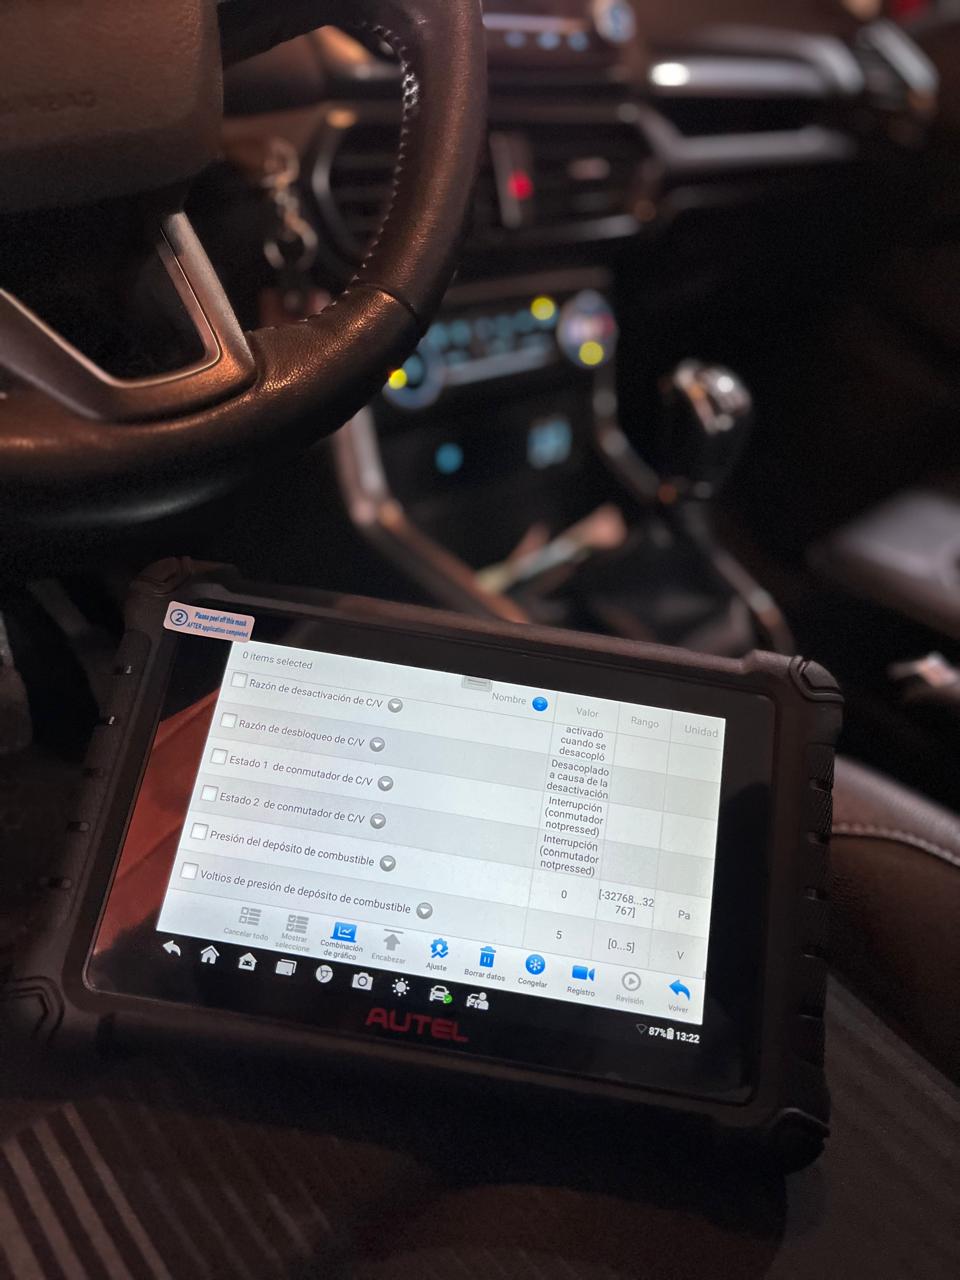 ② Please peel off this mask
AFTER application completed
0 items selected
Nombre
Valor
Rango
Unidad
Razón de desactivación de C/V
activado
cuando se
desacopló
Razón de desbloqueo de C/V
Desacoplado
a causa de la
desactivación
Estado 1 de conmutador de C/V
Interrupción
(conmutador
notpressed)
Estado 2 de conmutador de C/V
Interrupción
(conmutador
notpressed)
Presión del depósito de combustible
0
[-32768...32
767]
Pa
Voltios de presión de depósito de combustible
5
[0...5]
V
Cancelar todo
Mostrar
seleccione
Combinación
de gráfico
Encabezar
Ajuste
Borrar datos
Congelar
Registro
Revisión
Volver
AUTEL
87% 13:22